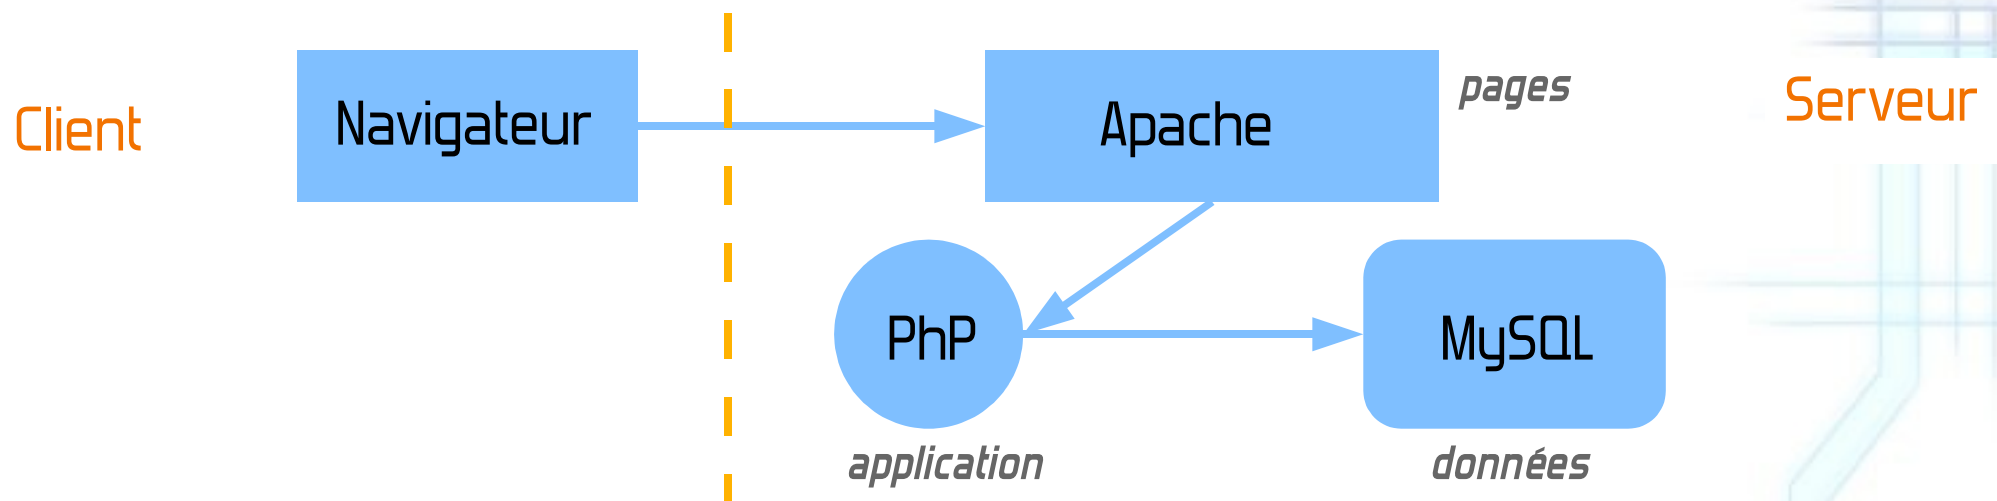 Client
Navigateur
Apache
pages
Serveur
PhP
MySQL
application
données